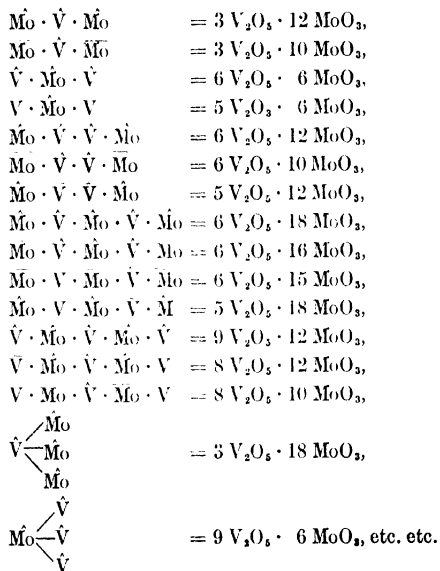 M̂o · V̂ · M̂o = 3 V₂O₅ · 12 MoO₃,
M̂o · V̂ · M̅o = 3 V₂O₅ · 10 MoO₃,
V̂ · M̂o · V̂ = 6 V₂O₅ · 6 MoO₃,
V · M̂o · V = 5 V₂O₅ · 6 MoO₃,
M̂o · V̂ · V̂ · M̂o = 6 V₂O₅ · 12 MoO₃,
M̅o · V̂ · V̂ · M̅o = 6 V₂O₅ · 10 MoO₃,
M̂o · V · V̂ · M̂o = 5 V₂O₅ · 12 MoO₃,
M̂o · V̂ · M̂o · V̂ · M̂o = 6 V₂O₅ · 18 MoO₃,
Mo · V̂ · M̂o · V̂ · Mo = 6 V₂O₅ · 16 MoO₃,
M̅o · V · Mo · V̂ · M̅o = 6 V₂O₅ · 15 MoO₃,
M̂o · V · M̂o · V̂ · M̂ = 5 V₂O₅ · 18 MoO₃,
V̂ · M̂o · V̂ · M̂o · V̂ = 9 V₂O₅ · 12 MoO₃,
V · M̂o · V̂ · M̂o · V = 8 V₂O₅ · 12 MoO₃,
V · Mo · V̂ · M̅o · V = 8 V₂O₅ · 10 MoO₃,
M̂o
V̂ M̂o = 3 V₂O₅ · 18 MoO₃,
M̂o
V̂
M̂o V̂ = 9 V₂O₅ · 6 MoO₃, etc. etc.
V̂